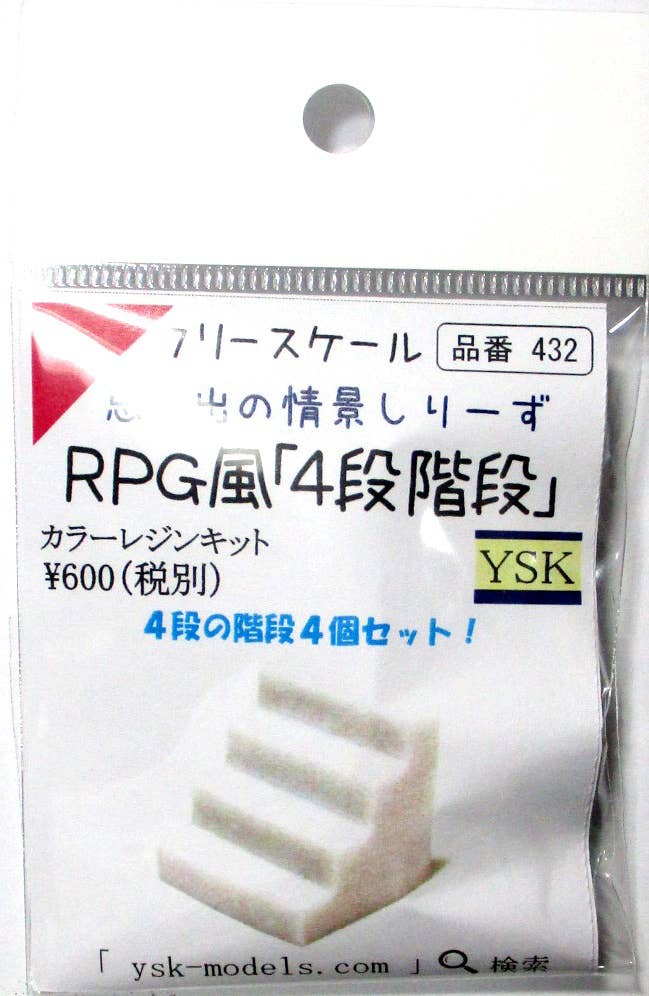 フリースケール 品番 432
出の情景しりーず
RPG風「4段階段」
カラーレジンキット
¥600(税別)
YSK
4段の階段4個セット!
「 ysk-models.com 」 検索